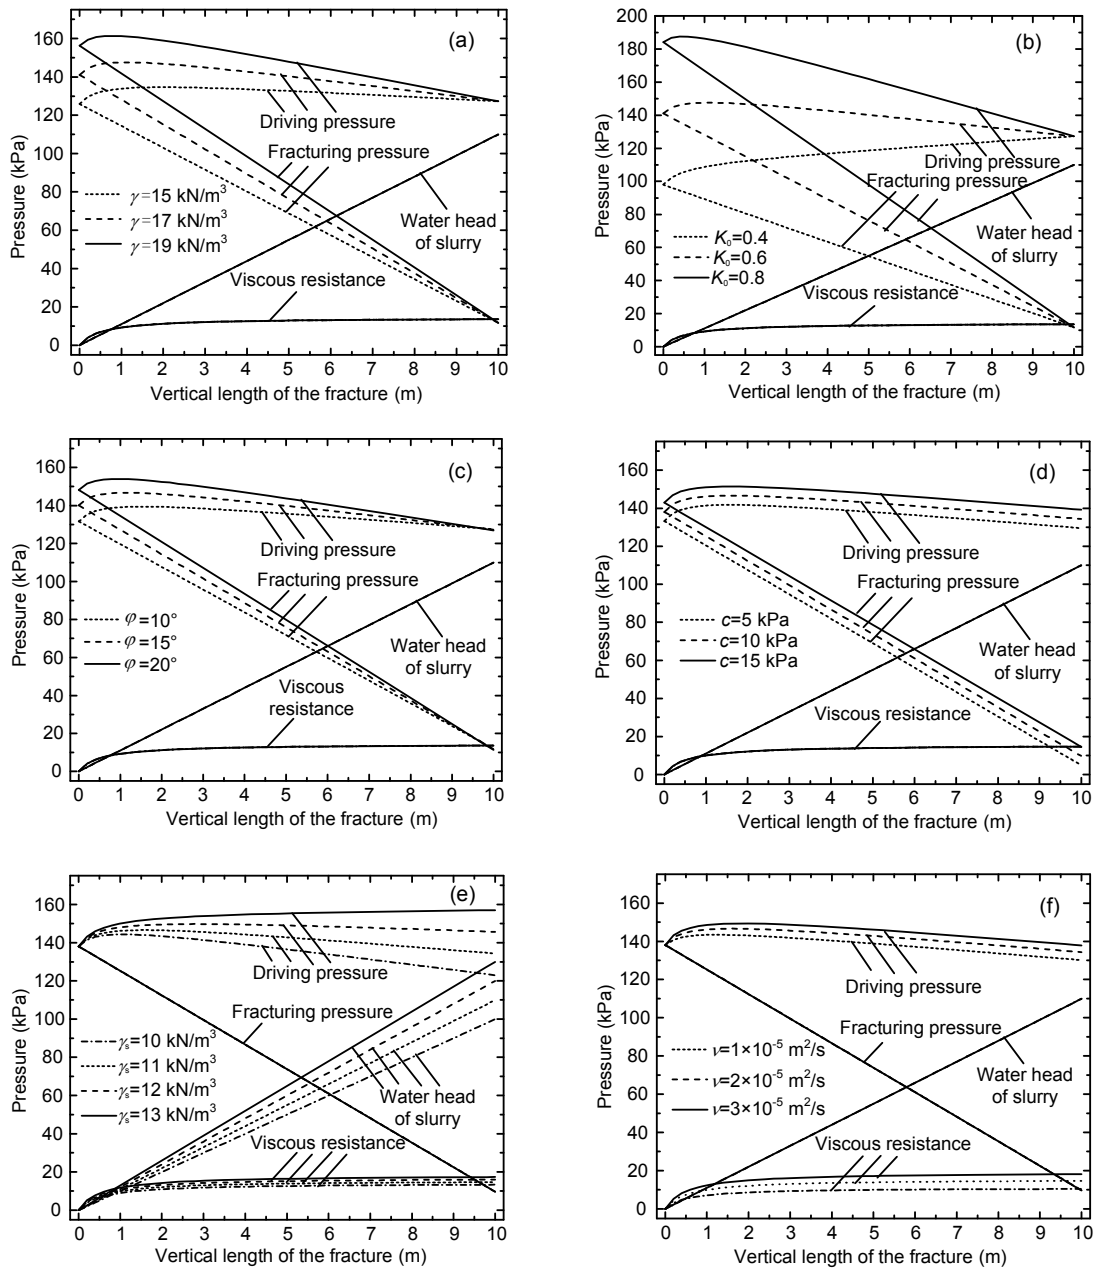 (a)
160
140
120
100
80
60
40
20
0
Pressure (kPa)
Driving pressure
Fracturing pressure
γ=15 kN/m³
γ=17 kN/m³
γ=19 kN/m³
Water head
of slurry
Viscous resistance
0 1 2 3 4 5 6 7 8 9 10
Vertical length of the fracture (m)
(b)
200
180
160
140
120
100
80
60
40
20
0
Pressure (kPa)
Driving pressure
Fracturing pressure
K₀=0.4
K₀=0.6
K₀=0.8
Water head
of slurry
Viscous resistance
0 1 2 3 4 5 6 7 8 9 10
Vertical length of the fracture (m)
(c)
160
140
120
100
80
60
40
20
0
Pressure (kPa)
Driving pressure
Fracturing pressure
φ=10°
φ=15°
φ=20°
Water head
of slurry
Viscous
resistance
0 1 2 3 4 5 6 7 8 9 10
Vertical length of the fracture (m)
(d)
160
140
120
100
80
60
40
20
0
Pressure (kPa)
Driving pressure
Fracturing pressure
c=5 kPa
c=10 kPa
c=15 kPa
Water head
of slurry
Viscous resistance
0 1 2 3 4 5 6 7 8 9 10
Vertical length of the fracture (m)
(e)
160
140
120
100
80
60
40
20
0
Pressure (kPa)
Driving pressure
Fracturing pressure
γₛ=10 kN/m³
γₛ=11 kN/m³
γₛ=12 kN/m³
γₛ=13 kN/m³
Water head
of slurry
Viscous resistance
0 1 2 3 4 5 6 7 8 9 10
Vertical length of the fracture (m)
(f)
160
140
120
100
80
60
40
20
0
Pressure (kPa)
Driving pressure
Fracturing pressure
ν=1×10⁻⁵ m²/s
ν=2×10⁻⁵ m²/s
ν=3×10⁻⁵ m²/s
Water head
of slurry
Viscous resistance
0 1 2 3 4 5 6 7 8 9 10
Vertical length of the fracture (m)